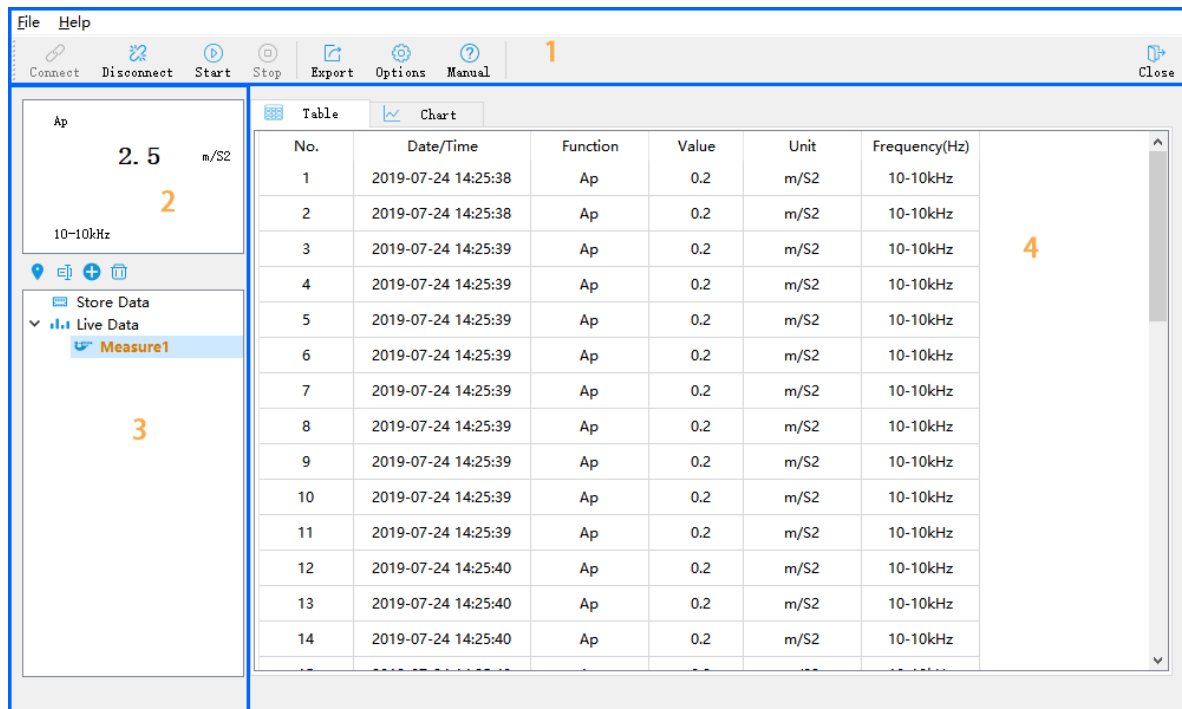 File Help
Connect Disconnect Start Stop Export Options Manual 1 Close
Ap
2.5 m/S2
2
10-10kHz
Store Data
Live Data
Measure1
3
Table Chart
No. Date/Time Function Value Unit Frequency(Hz)
1 2019-07-24 14:25:38 Ap 0.2 m/S2 10-10kHz
2 2019-07-24 14:25:38 Ap 0.2 m/S2 10-10kHz
3 2019-07-24 14:25:39 Ap 0.2 m/S2 10-10kHz
4
4 2019-07-24 14:25:39 Ap 0.2 m/S2 10-10kHz
5 2019-07-24 14:25:39 Ap 0.2 m/S2 10-10kHz
6 2019-07-24 14:25:39 Ap 0.2 m/S2 10-10kHz
7 2019-07-24 14:25:39 Ap 0.2 m/S2 10-10kHz
8 2019-07-24 14:25:39 Ap 0.2 m/S2 10-10kHz
9 2019-07-24 14:25:39 Ap 0.2 m/S2 10-10kHz
10 2019-07-24 14:25:39 Ap 0.2 m/S2 10-10kHz
11 2019-07-24 14:25:39 Ap 0.2 m/S2 10-10kHz
12 2019-07-24 14:25:40 Ap 0.2 m/S2 10-10kHz
13 2019-07-24 14:25:40 Ap 0.2 m/S2 10-10kHz
14 2019-07-24 14:25:40 Ap 0.2 m/S2 10-10kHz